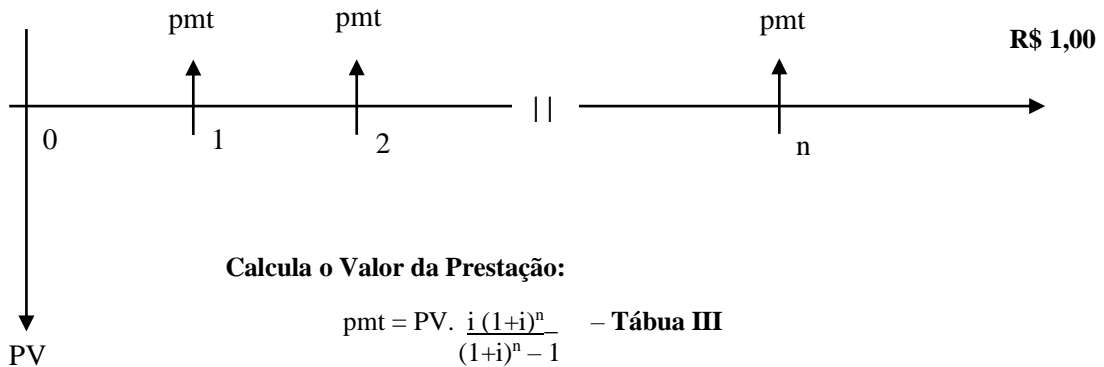 pmt pmt pmt
R$ 1,00
| |
0 1 2 n
Calcula o Valor da Prestação:
pmt = PV. i (1+i)ⁿ_ – Tábua III
(1+i)ⁿ – 1
PV